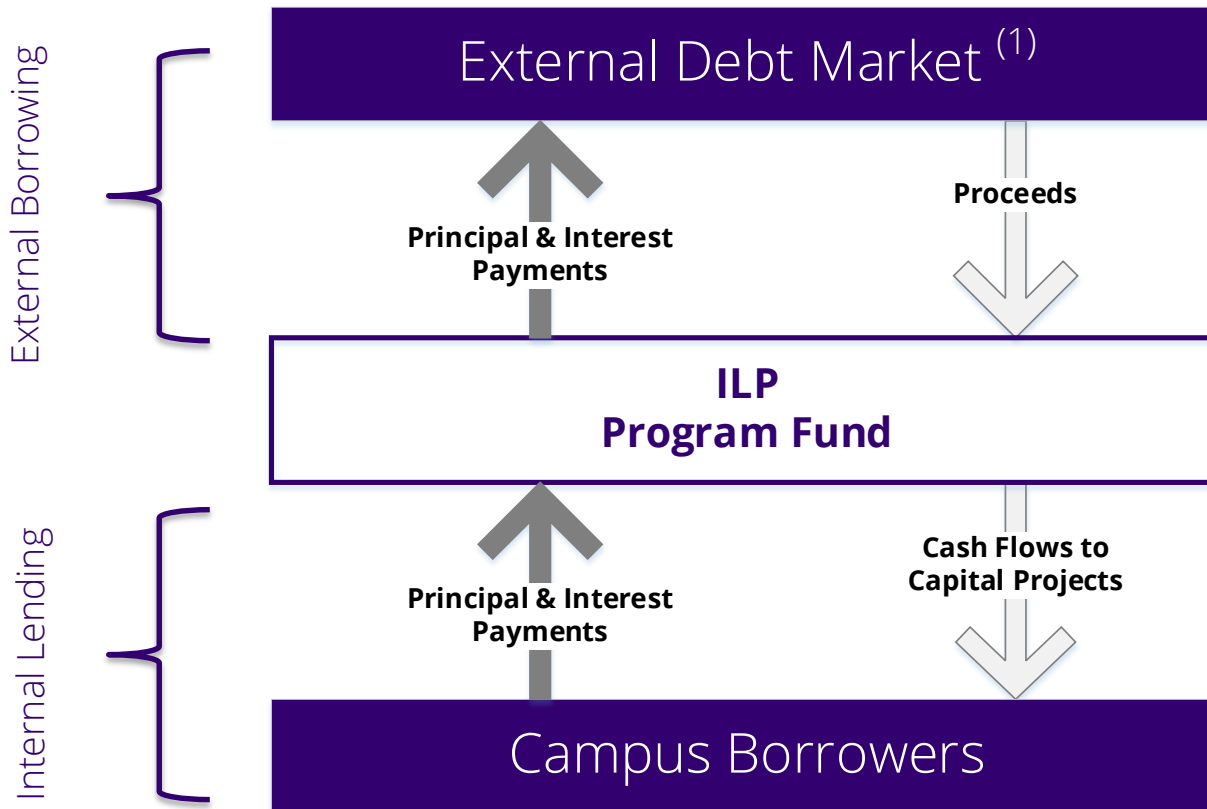 External Borrowing
External Debt Market (1)
Proceeds
Principal & Interest
Payments
ILP
Program Fund
Internal Lending
Cash Flows to
Capital Projects
Principal & Interest
Payments
Campus Borrowers